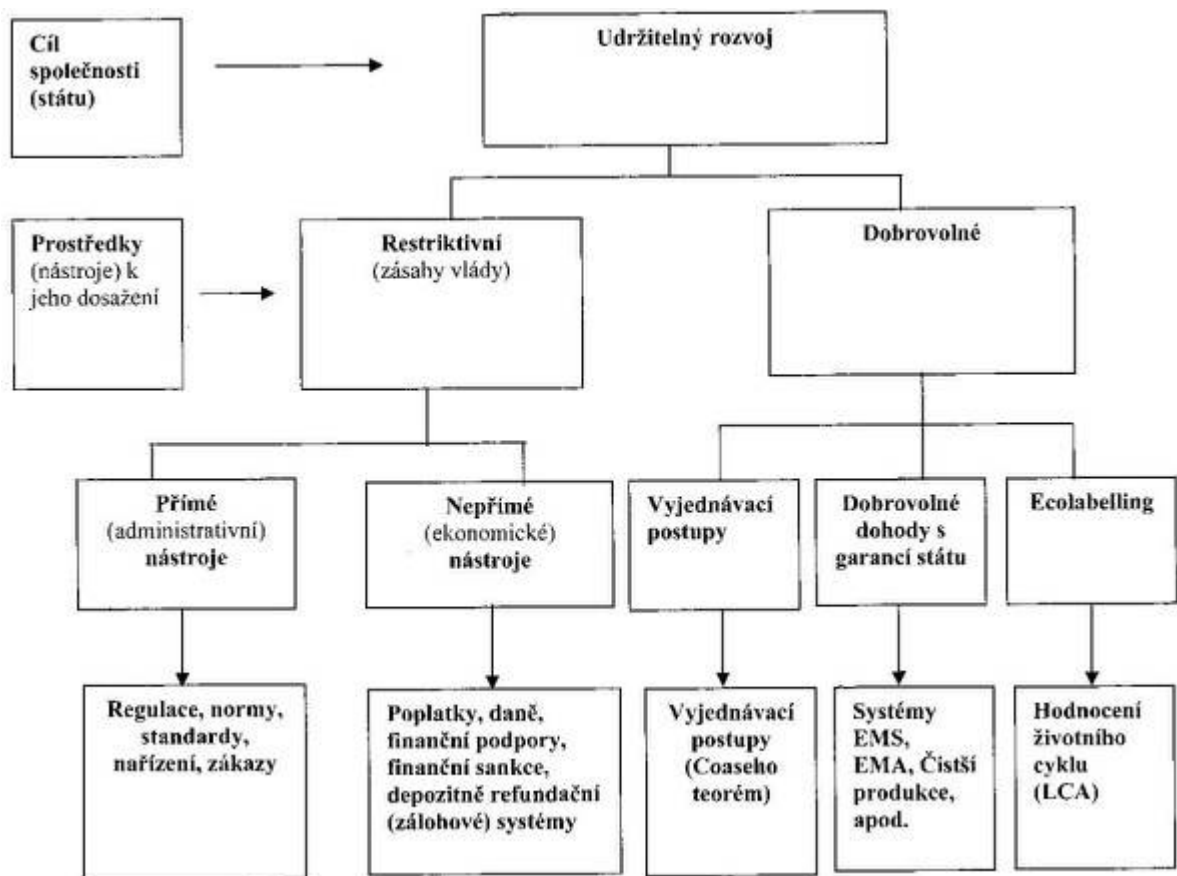 Cíl
společnosti
(státu)
Udržitelný rozvoj
Prostředky
(nástroje) k
jeho dosažení
Restriktivní
(zásahy vlády)
Dobrovolné
Přímé
(administrativní)
nástroje
Nepřímé
(ekonomické)
nástroje
Vyjednávací
postupy
Dobrovolné
dohody s
garancí státu
Ecolabelling
Regulace, normy,
standardy,
nařízení, zákazy
Poplatky, daně,
finanční podpory,
finanční sankce,
depozitně refundační
(zálohové) systémy
Vyjednávací
postupy
(Coaseho
teorém)
Systémy
EMS,
EMA, Čistší
produkce,
apod.
Hodnocení
životního
cyklu
(LCA)